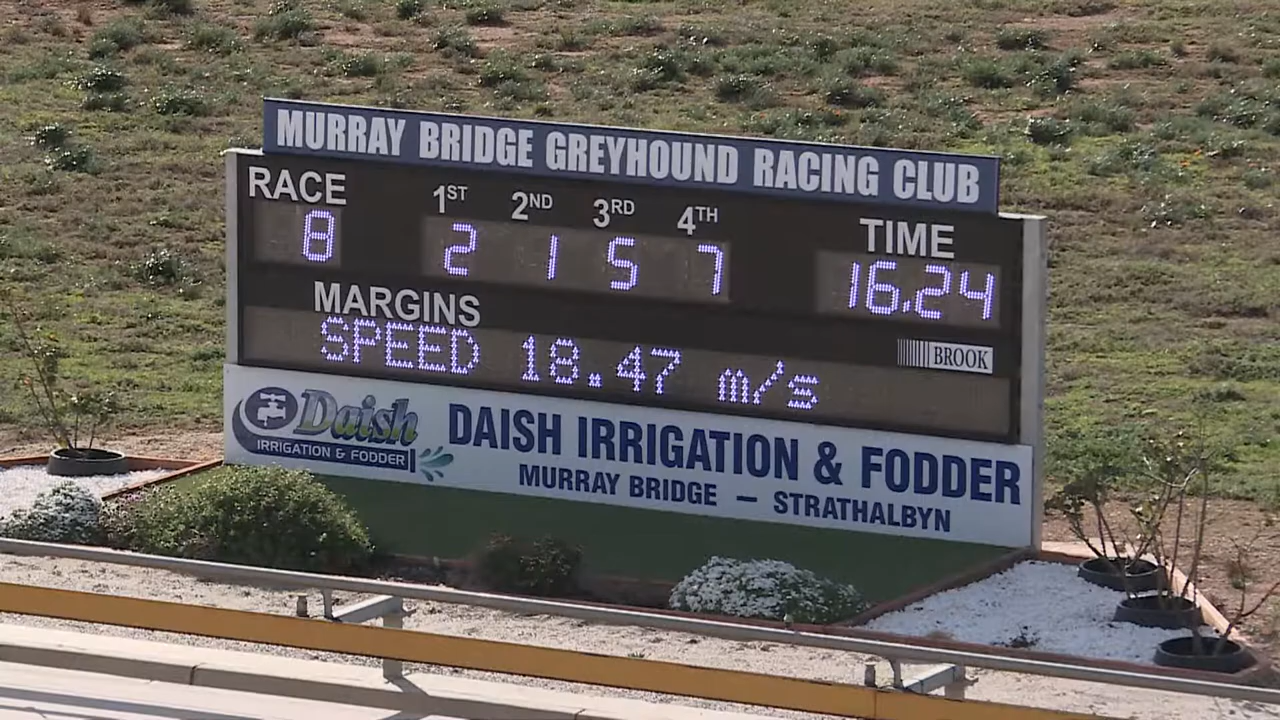 MURRAY BRIDGE GREYHOUND RACING CLUB
RACE 1ST 2ND 3RD 4TH TIME
8 2 1 5 7 16.24
MARGINS
SPEED 18.47 m/s
BROOK
Daish
IRRIGATION & FODDER
DAISH IRRIGATION & FODDER
MURRAY BRIDGE – STRATHALBYN